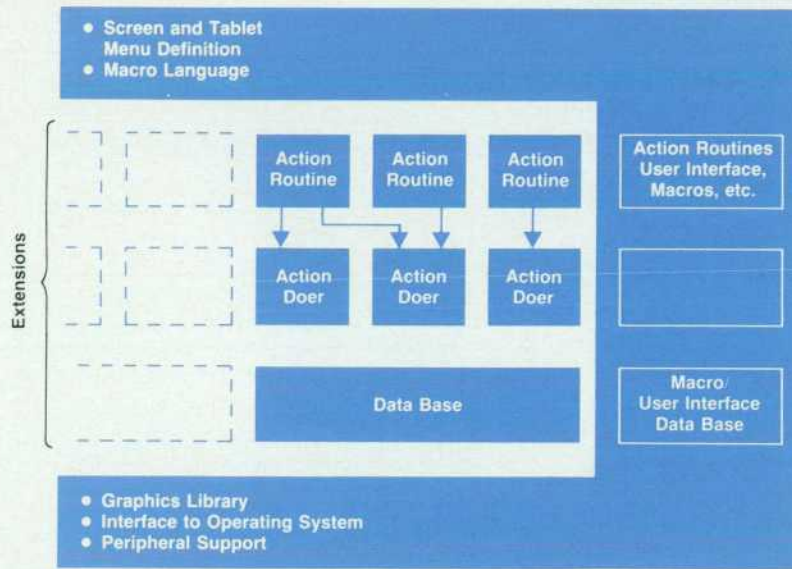 ● Screen and Tablet
Menu Definition
● Macro Language
Extensions
Action
Routine
Action
Routine
Action
Routine
Action Routines
User Interface,
Macros, etc.
Action
Doer
Action
Doer
Action
Doer
Data Base
Macro/
User Interface
Data Base
● Graphics Library
● Interface to Operating System
● Peripheral Support